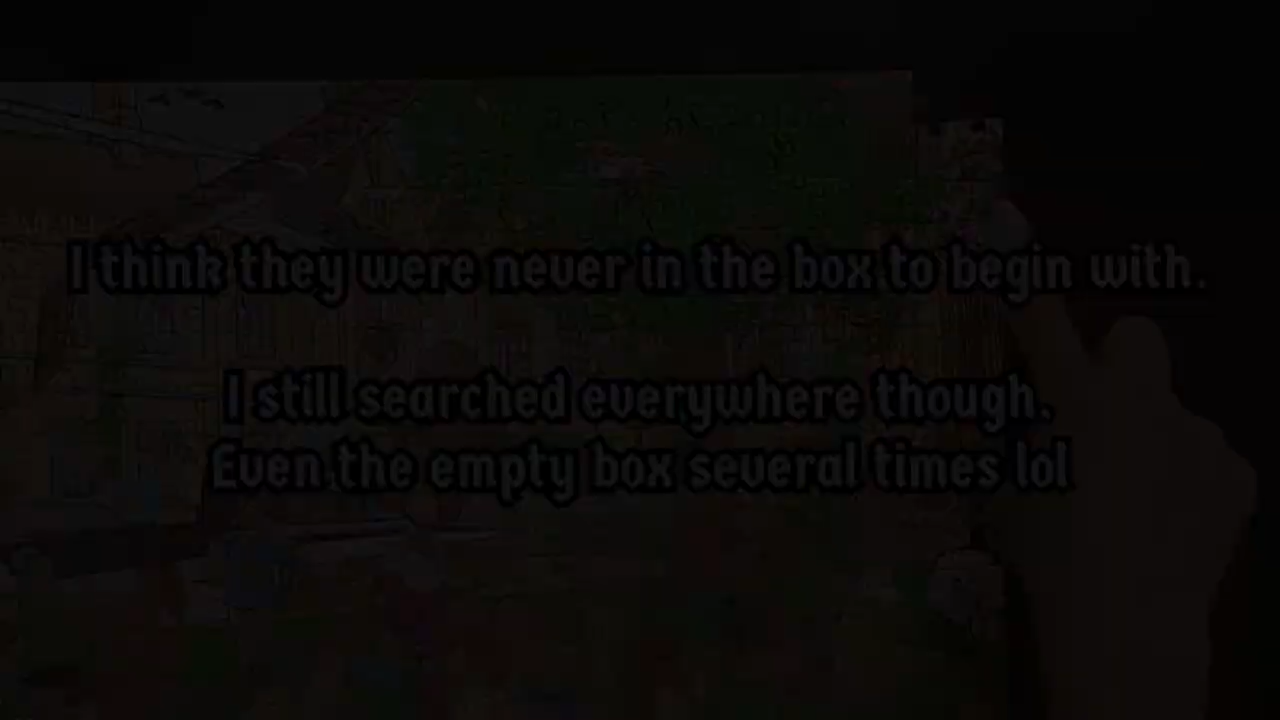 I think they were never in the box to begin with.
I still searched everywhere though.
Even the empty box several times lol